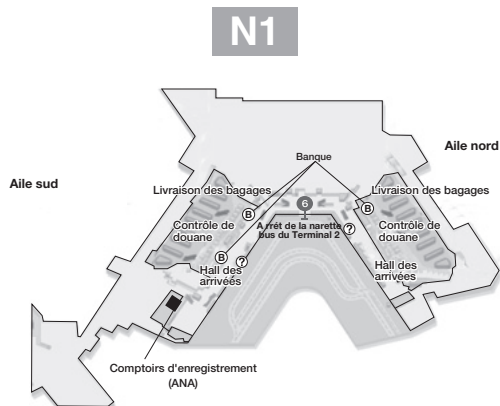 N1
Aile nord
Banque
Aile sud
Livraison des bagages
Livraison des bagages
6
B
B
Arrêt de la narette
bus du Terminal 2
Contrôle de
douane
Contrôle de
douane
?
B
?
Hall des
arrivées
Hall des
arrivées
Comptoirs d'enregistrement
(ANA)